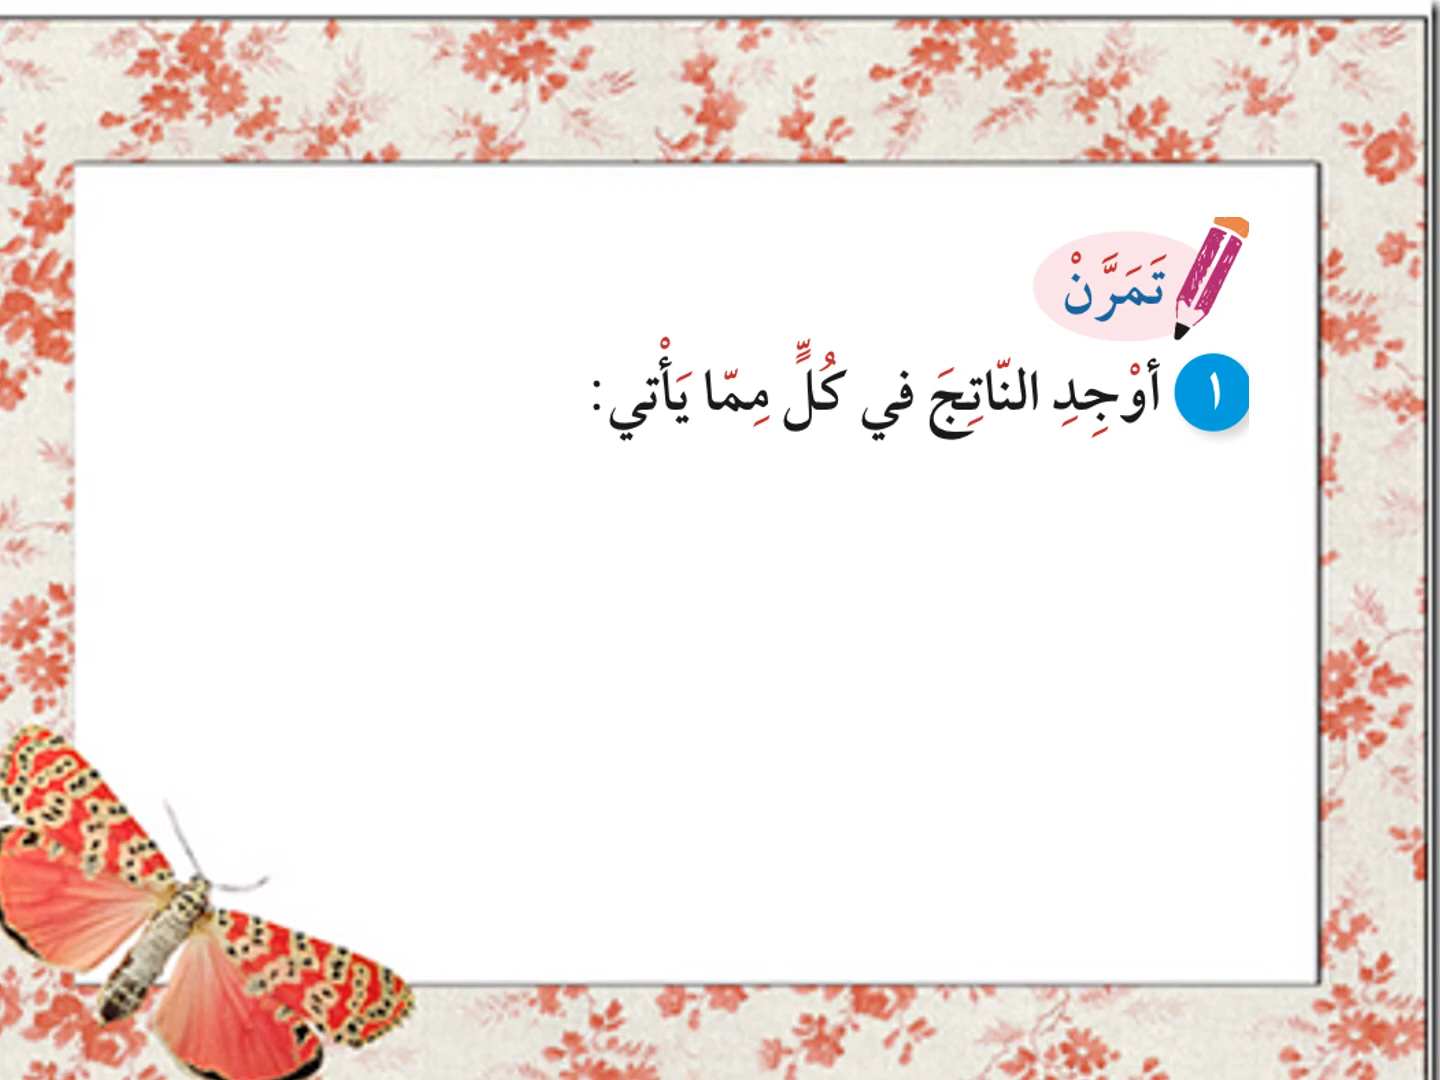 تَمَرَّنْ
١ أوْجِدِ النّاتِجَ في كُلٍّ مِمّا يَأْتي: